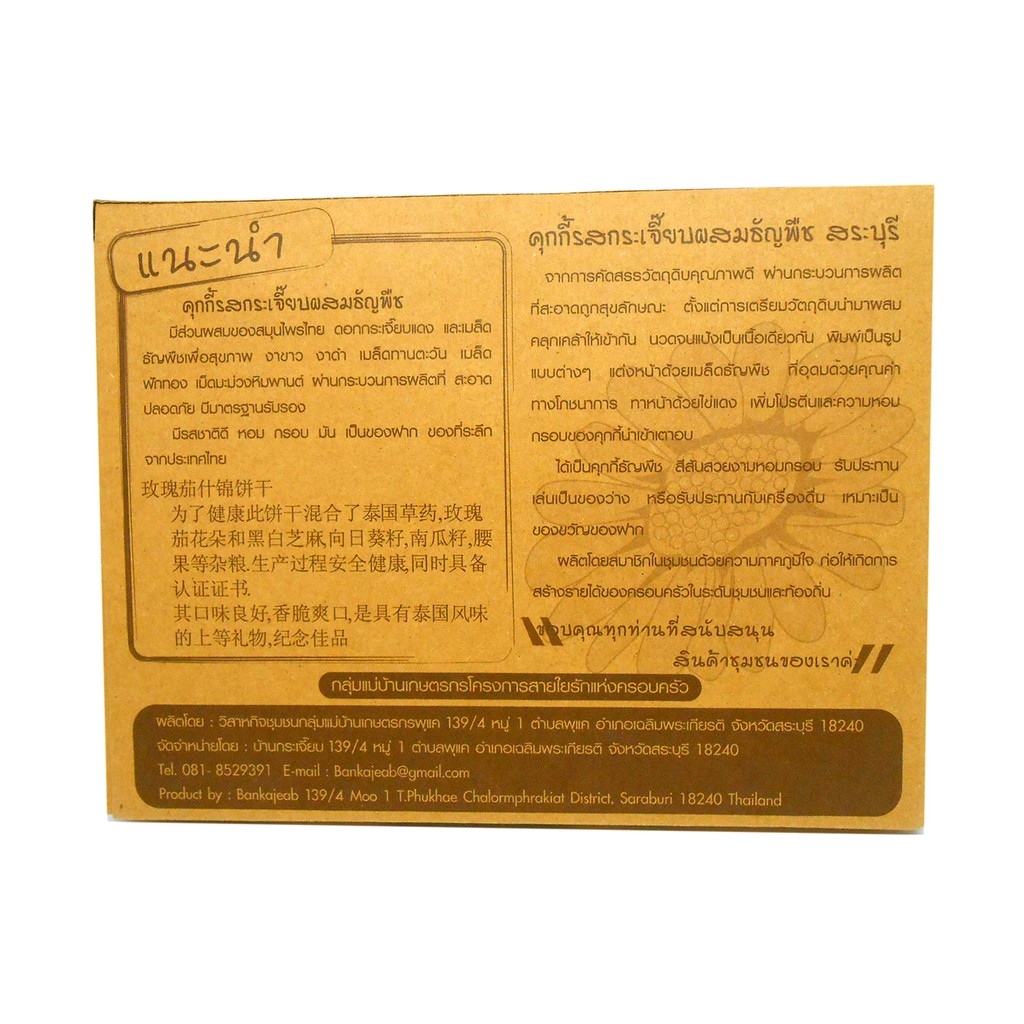 แนะนำ
คุกกี้รสกระเจี๊ยบผสมธัญพืช
มีส่วนผสมของสมุนไพรไทย ดอกกระเจี๊ยบแดง และเมล็ด
ธัญพืชเพื่อสุขภาพ งาขาว งาดำ เมล็ดทานตะวัน เมล็ด
ฟักทอง เม็ดมะม่วงหิมพานต์ ผ่านกระบวนการผลิตที่ สะอาด
ปลอดภัย มีมาตรฐานรับรอง
มีรสชาติดี หอม กรอบ มัน เป็นของฝาก ของที่ระลึก
จากประเทศไทย
玫瑰茄什锦饼干
为了健康此饼干混合了泰国草药,玫瑰
茄花朵和黑白芝麻,向日葵籽,南瓜籽,腰
果等杂粮.生产过程安全健康,同时具备
认证证书.
其口味良好,香脆爽口,是具有泰国风味
的上等礼物,纪念佳品
คุกกี้รสกระเจี๊ยบผสมธัญพืช สระบุรี
จากการคัดสรรวัตถุดิบคุณภาพดี ผ่านกระบวนการผลิต
ที่สะอาดถูกสุขลักษณะ ตั้งแต่การเตรียมวัตถุดิบนำมาผสม
คลุกเคล้าให้เข้ากัน นวดจนแป้งเป็นเนื้อเดียวกัน พิมพ์เป็นรูป
แบบต่างๆ แต่งหน้าด้วยเมล็ดธัญพืช ที่อุดมด้วยคุณค่า
ทางโภชนาการ ทาหน้าด้วยไข่แดง เพิ่มโปรตีนและความหอม
กรอบของคุกกี้นำเข้าเตาอบ
ได้เป็นคุกกี้ธัญพืช สีสันสวยงามหอมกรอบ รับประทาน
เล่นเป็นของว่าง หรือรับประทานกับเครื่องดื่ม เหมาะเป็น
ของขวัญของฝาก
ผลิตโดยสมาชิกในชุมชนด้วยความภาคภูมิใจ ก่อให้เกิดการ
สร้างรายได้ของครอบครัวในระดับชุมชนและท้องถิ่น
ขอบคุณทุกท่านที่สนับสนุน
สินค้าชุมชนของเราค่ะ
กลุ่มแม่บ้านเกษตรกรโครงการสายใยรักแห่งครอบครัว
ผลิตโดย : วิสาหกิจชุมชนกลุ่มแม่บ้านเกษตรกรพุแค 139/4 หมู่ 1 ตำบลพุแค อำเภอเฉลิมพระเกียรติ จังหวัดสระบุรี 18240
จัดจำหน่ายโดย : บ้านกระเจี๊ยบ 139/4 หมู่ 1 ตำบลพุแค อำเภอเฉลิมพระเกียรติ จังหวัดสระบุรี 18240
Tel. 081- 8529391 E-mail : Bankajeab@gmail.com
Product by : Bankajeab 139/4 Moo 1 T.Phukhae Chalormphrakiat District, Saraburi 18240 Thailand